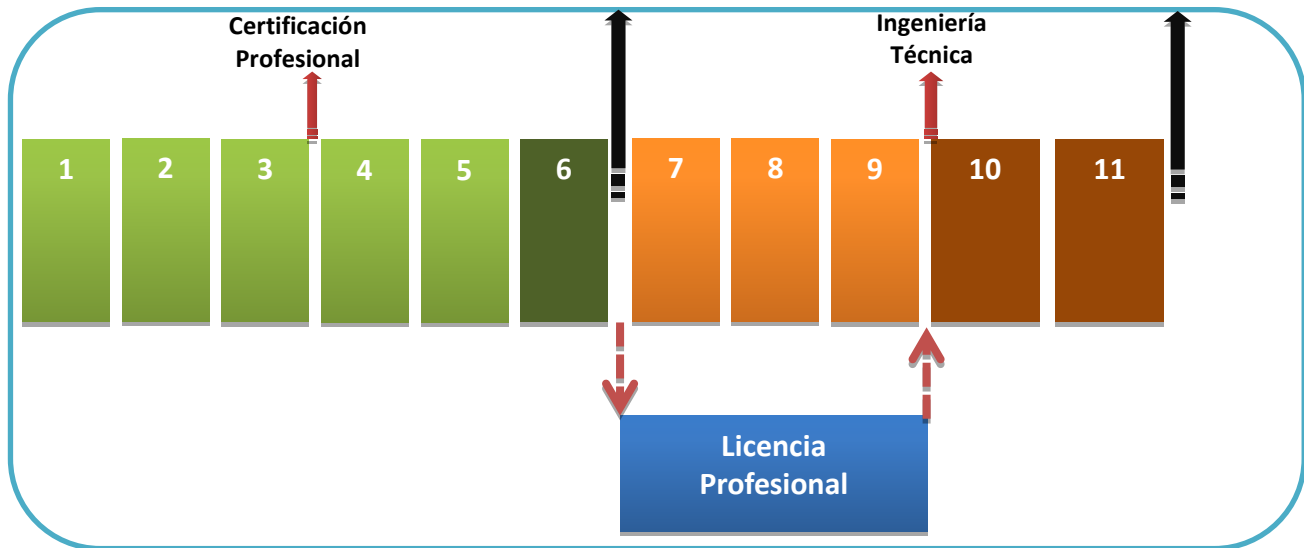 Certificación
Profesional
Ingeniería
Técnica
1 2 3 4 5 6 7 8 9 10 11
Licencia
Profesional